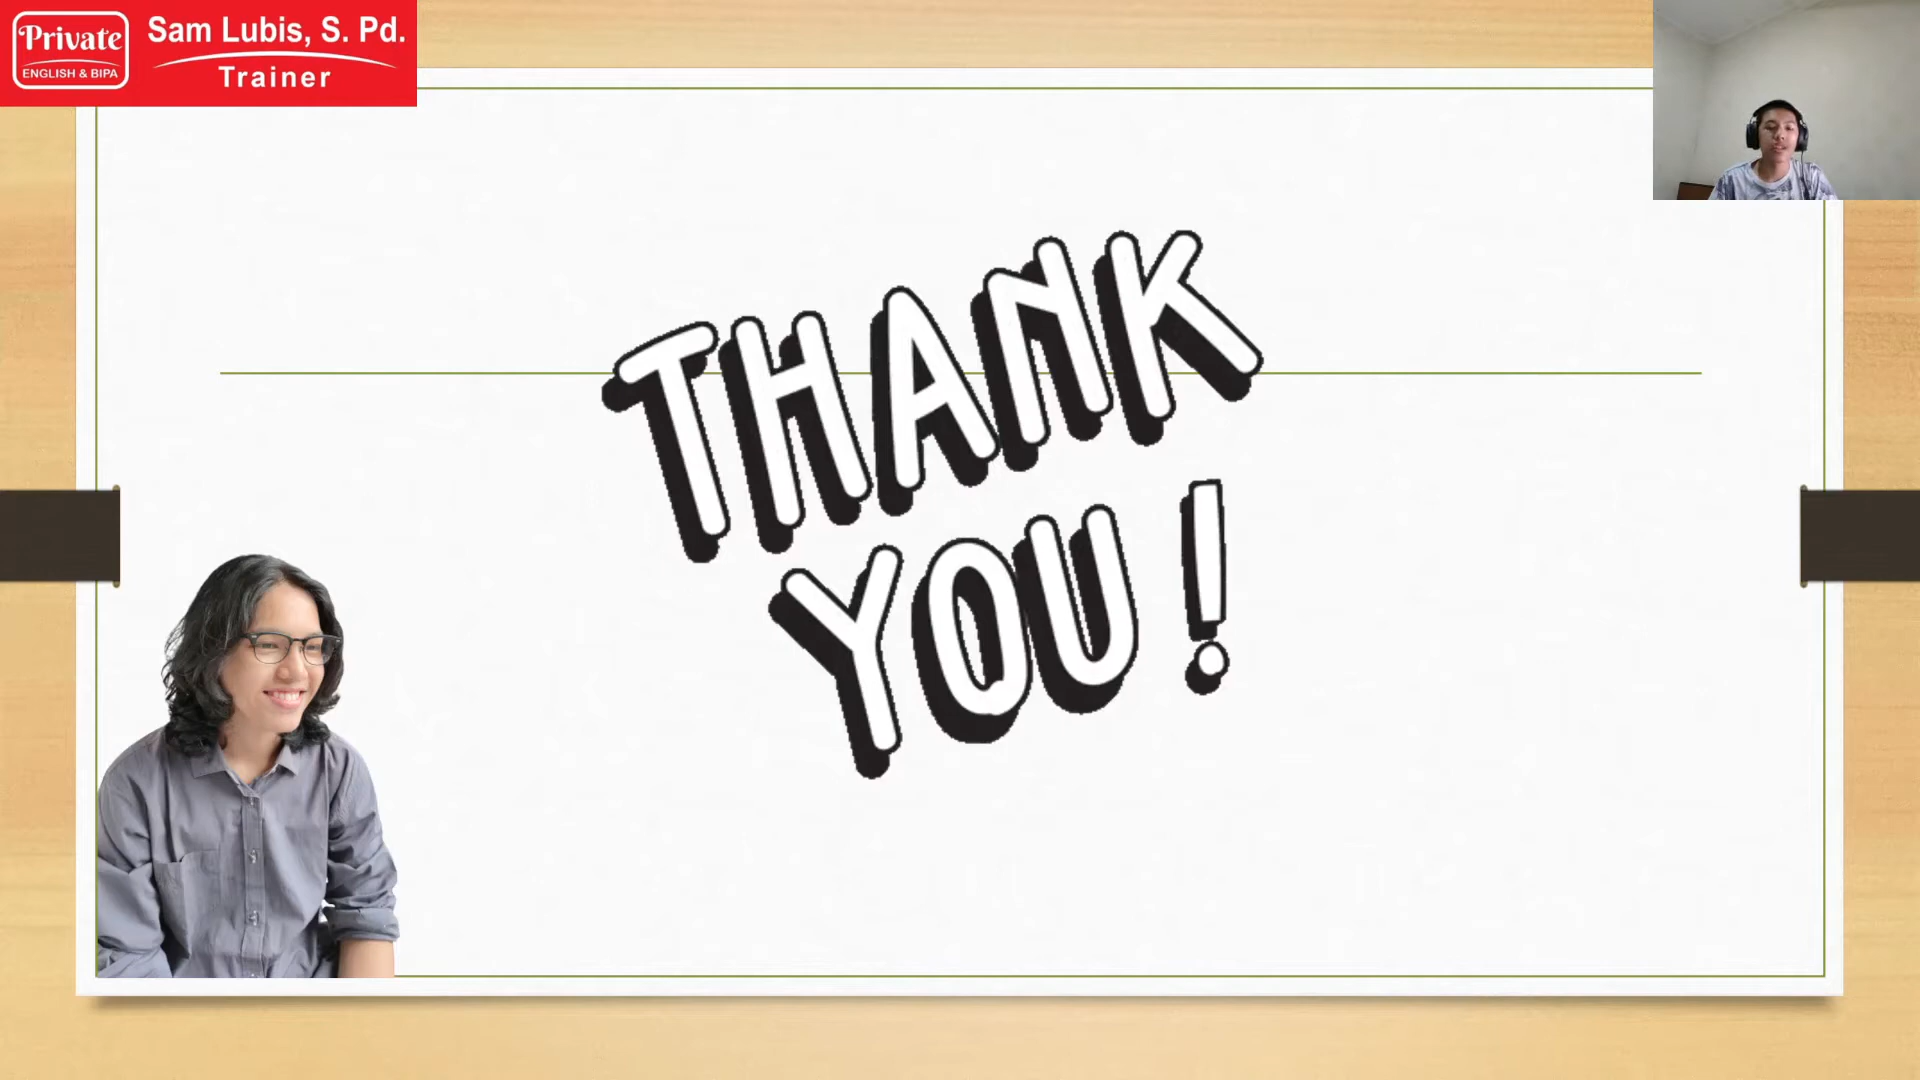 Private
ENGLISH & BIPA
Sam Lubis, S. Pd.
Trainer
THANK
YOU!